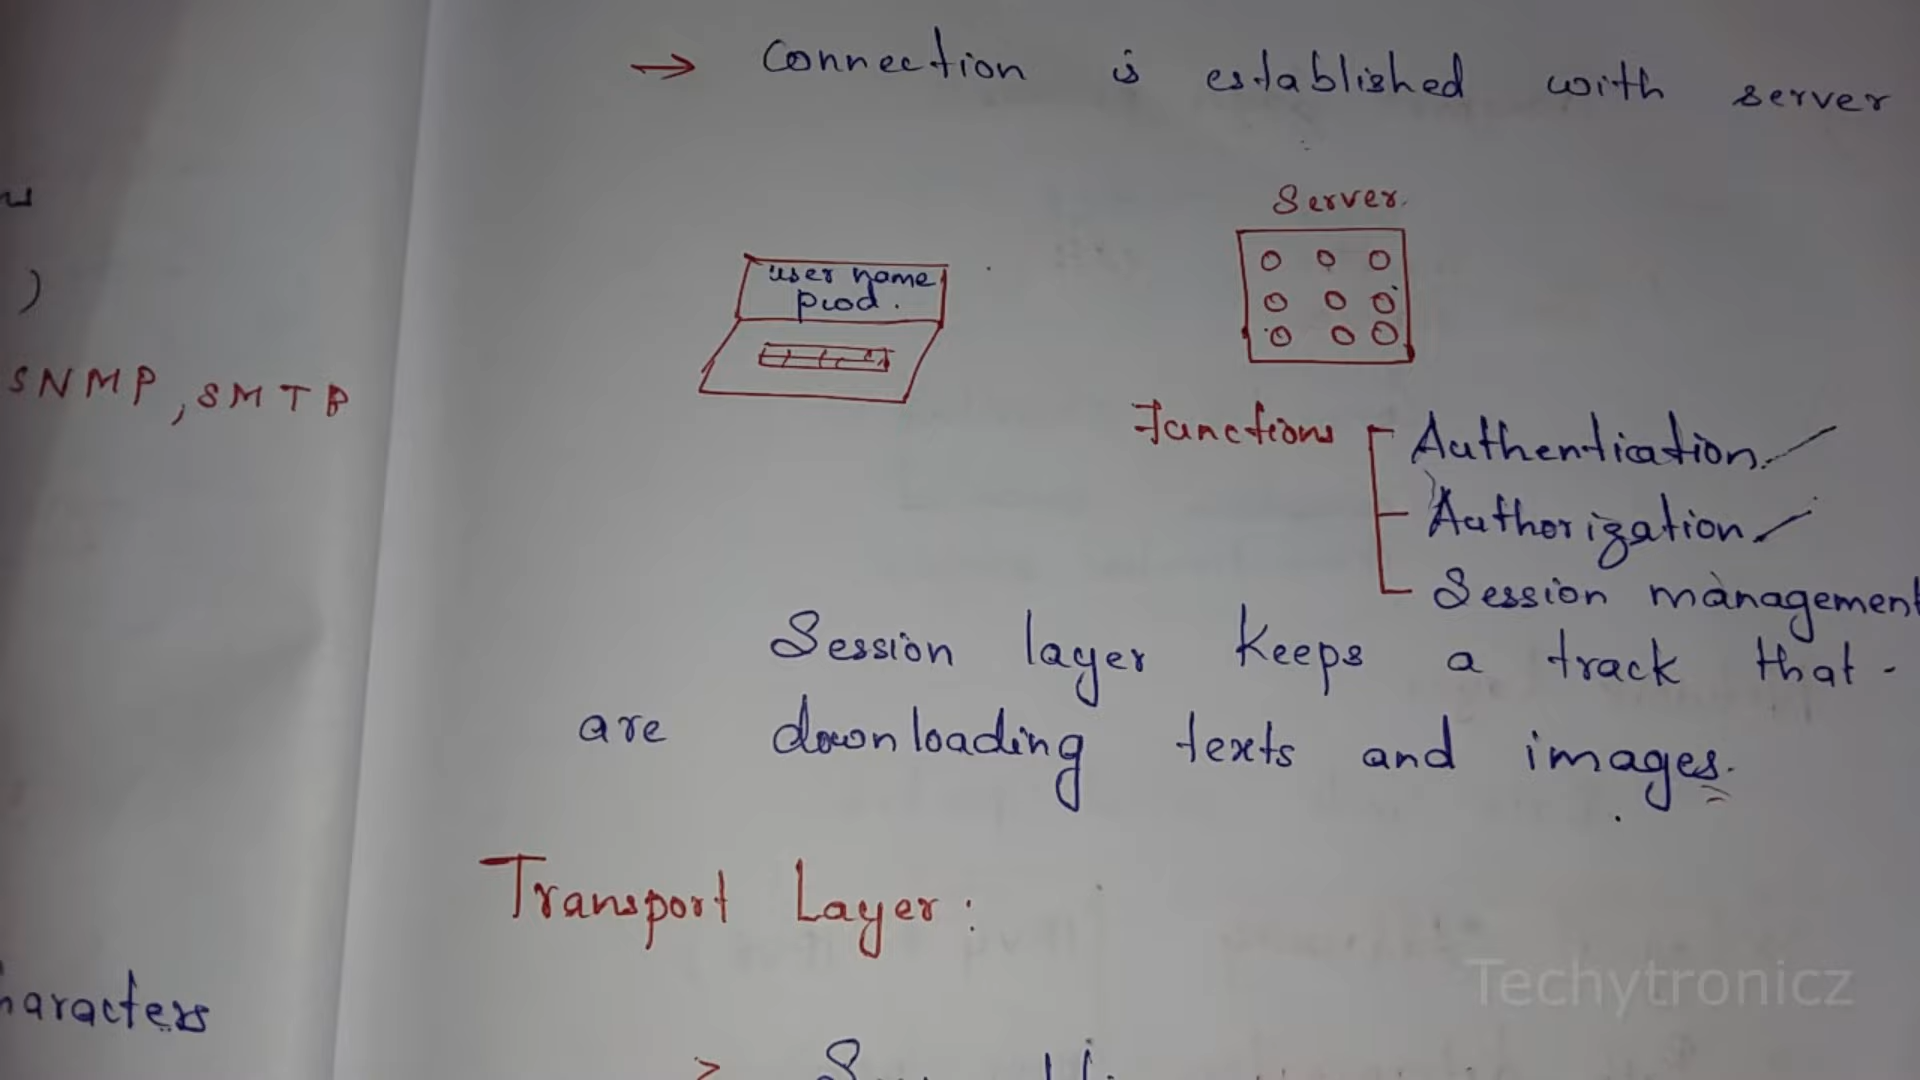 → Connection is established with server
Server.
user name
pwd.
Functions
Authentication
Authorization
Session management
Session layer keeps a track that -
are downloading texts and images.
Transport Layer:
)
SNMP, SMTP
haracters
Techytronicz